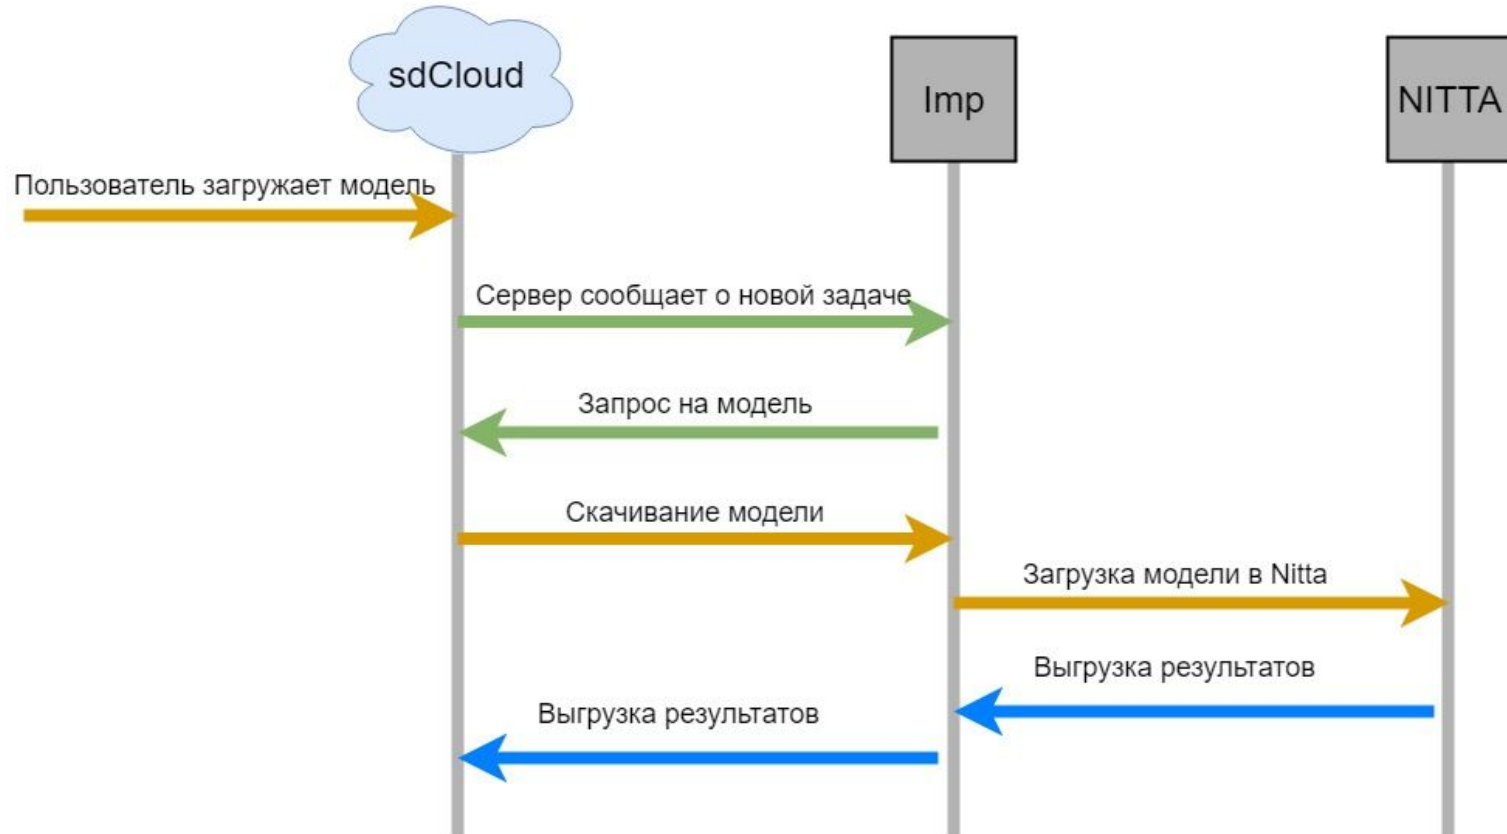 sdCloud
Imp
NITTA
Пользователь загружает модель
Сервер сообщает о новой задаче
Запрос на модель
Скачивание модели
Загрузка модели в Nitta
Выгрузка результатов
Выгрузка результатов